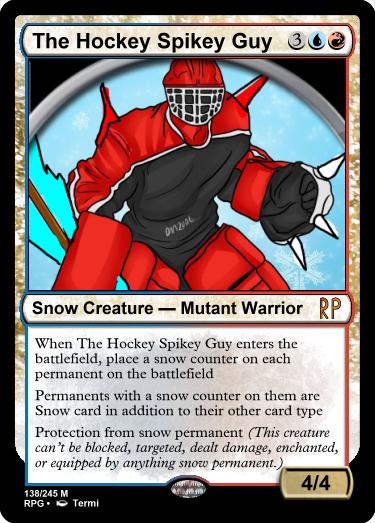 The Hockey Spikey Guy 3
DN2036
Snow Creature — Mutant Warrior RP
When The Hockey Spikey Guy enters the
battlefield, place a snow counter on each
permanent on the battlefield
Permanents with a snow counter on them are
Snow card in addition to their other card type
Protection from snow permanent (This creature
can't be blocked, targeted, dealt damage, enchanted,
or equipped by anything snow permanent.)
4/4
138/245 M
RPG • Termi